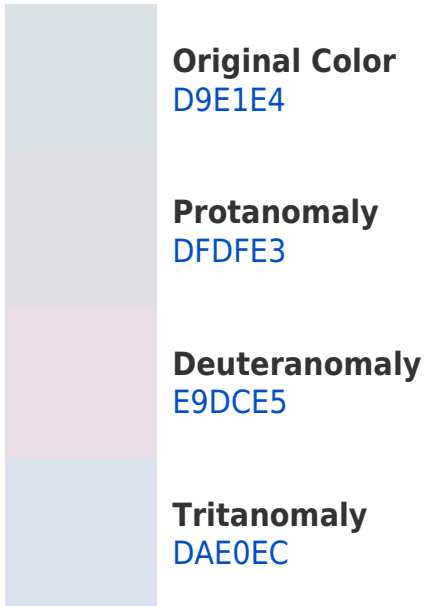 Original Color
D9E1E4
Protanomaly
DFDFE3
Deuteranomaly
E9DCE5
Tritanomaly
DAE0EC